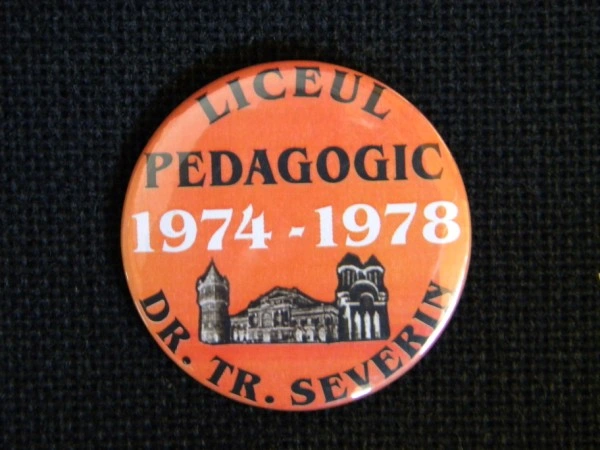 LICEUL
PEDAGOGIC
1974 - 1978
DR. TR. SEVERIN